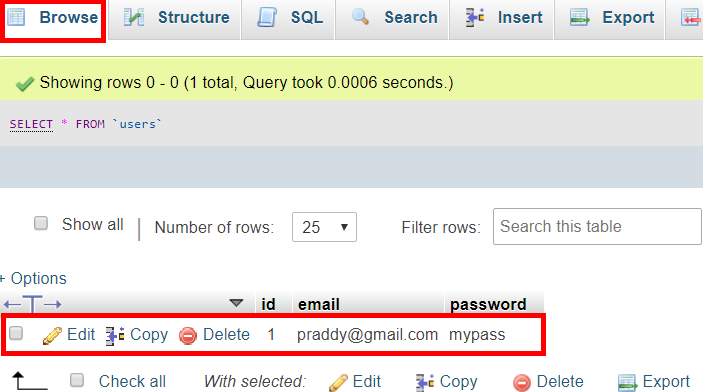 Browse Structure SQL Search Insert Export
Showing rows 0 - 0 (1 total, Query took 0.0006 seconds.)
SELECT * FROM `users`
Show all | Number of rows: 25 Filter rows: Search this table
+ Options
←T→ id email password
Edit Copy Delete 1 praddy@gmail.com mypass
Check all With selected: Edit Copy Delete Export